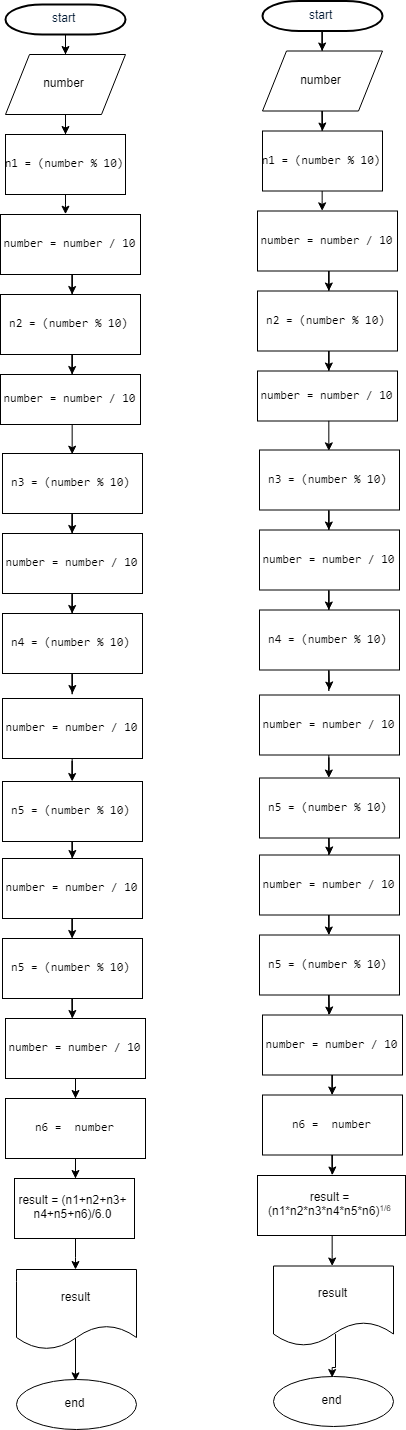 start
number
n1 = (number % 10)
number = number / 10
n2 = (number % 10)
number = number / 10
n3 = (number % 10)
number = number / 10
n4 = (number % 10)
number = number / 10
n5 = (number % 10)
number = number / 10
n5 = (number % 10)
number = number / 10
n6 = number
result = (n1+n2+n3+
n4+n5+n6)/6.0
result
end
start
number
n1 = (number % 10)
number = number / 10
n2 = (number % 10)
number = number / 10
n3 = (number % 10)
number = number / 10
n4 = (number % 10)
number = number / 10
n5 = (number % 10)
number = number / 10
n5 = (number % 10)
number = number / 10
n6 = number
result =
(n1*n2*n3*n4*n5*n6)^1/6
result
end